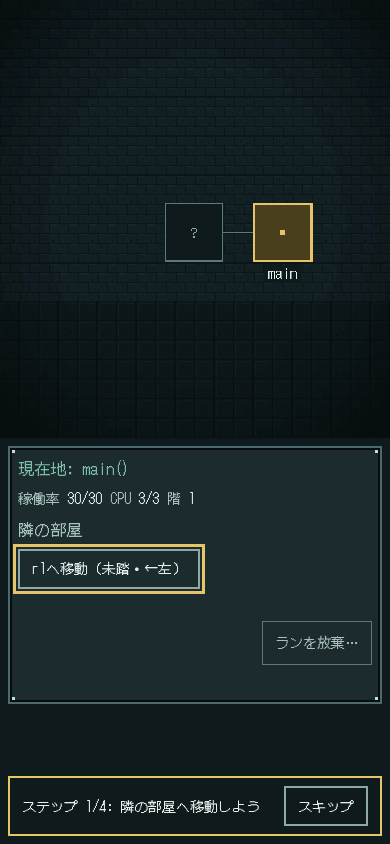 ?
main
現在地: main()
稼働率 30/30 CPU 3/3 階 1
隣の部屋
r1へ移動（未踏・←左）
ランを放棄…
ステップ 1/4: 隣の部屋へ移動しよう
スキップ